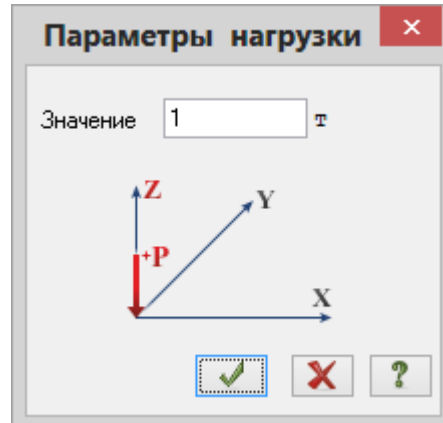 Параметры нагрузки
Значение 1 т
Z
Y
+P
X